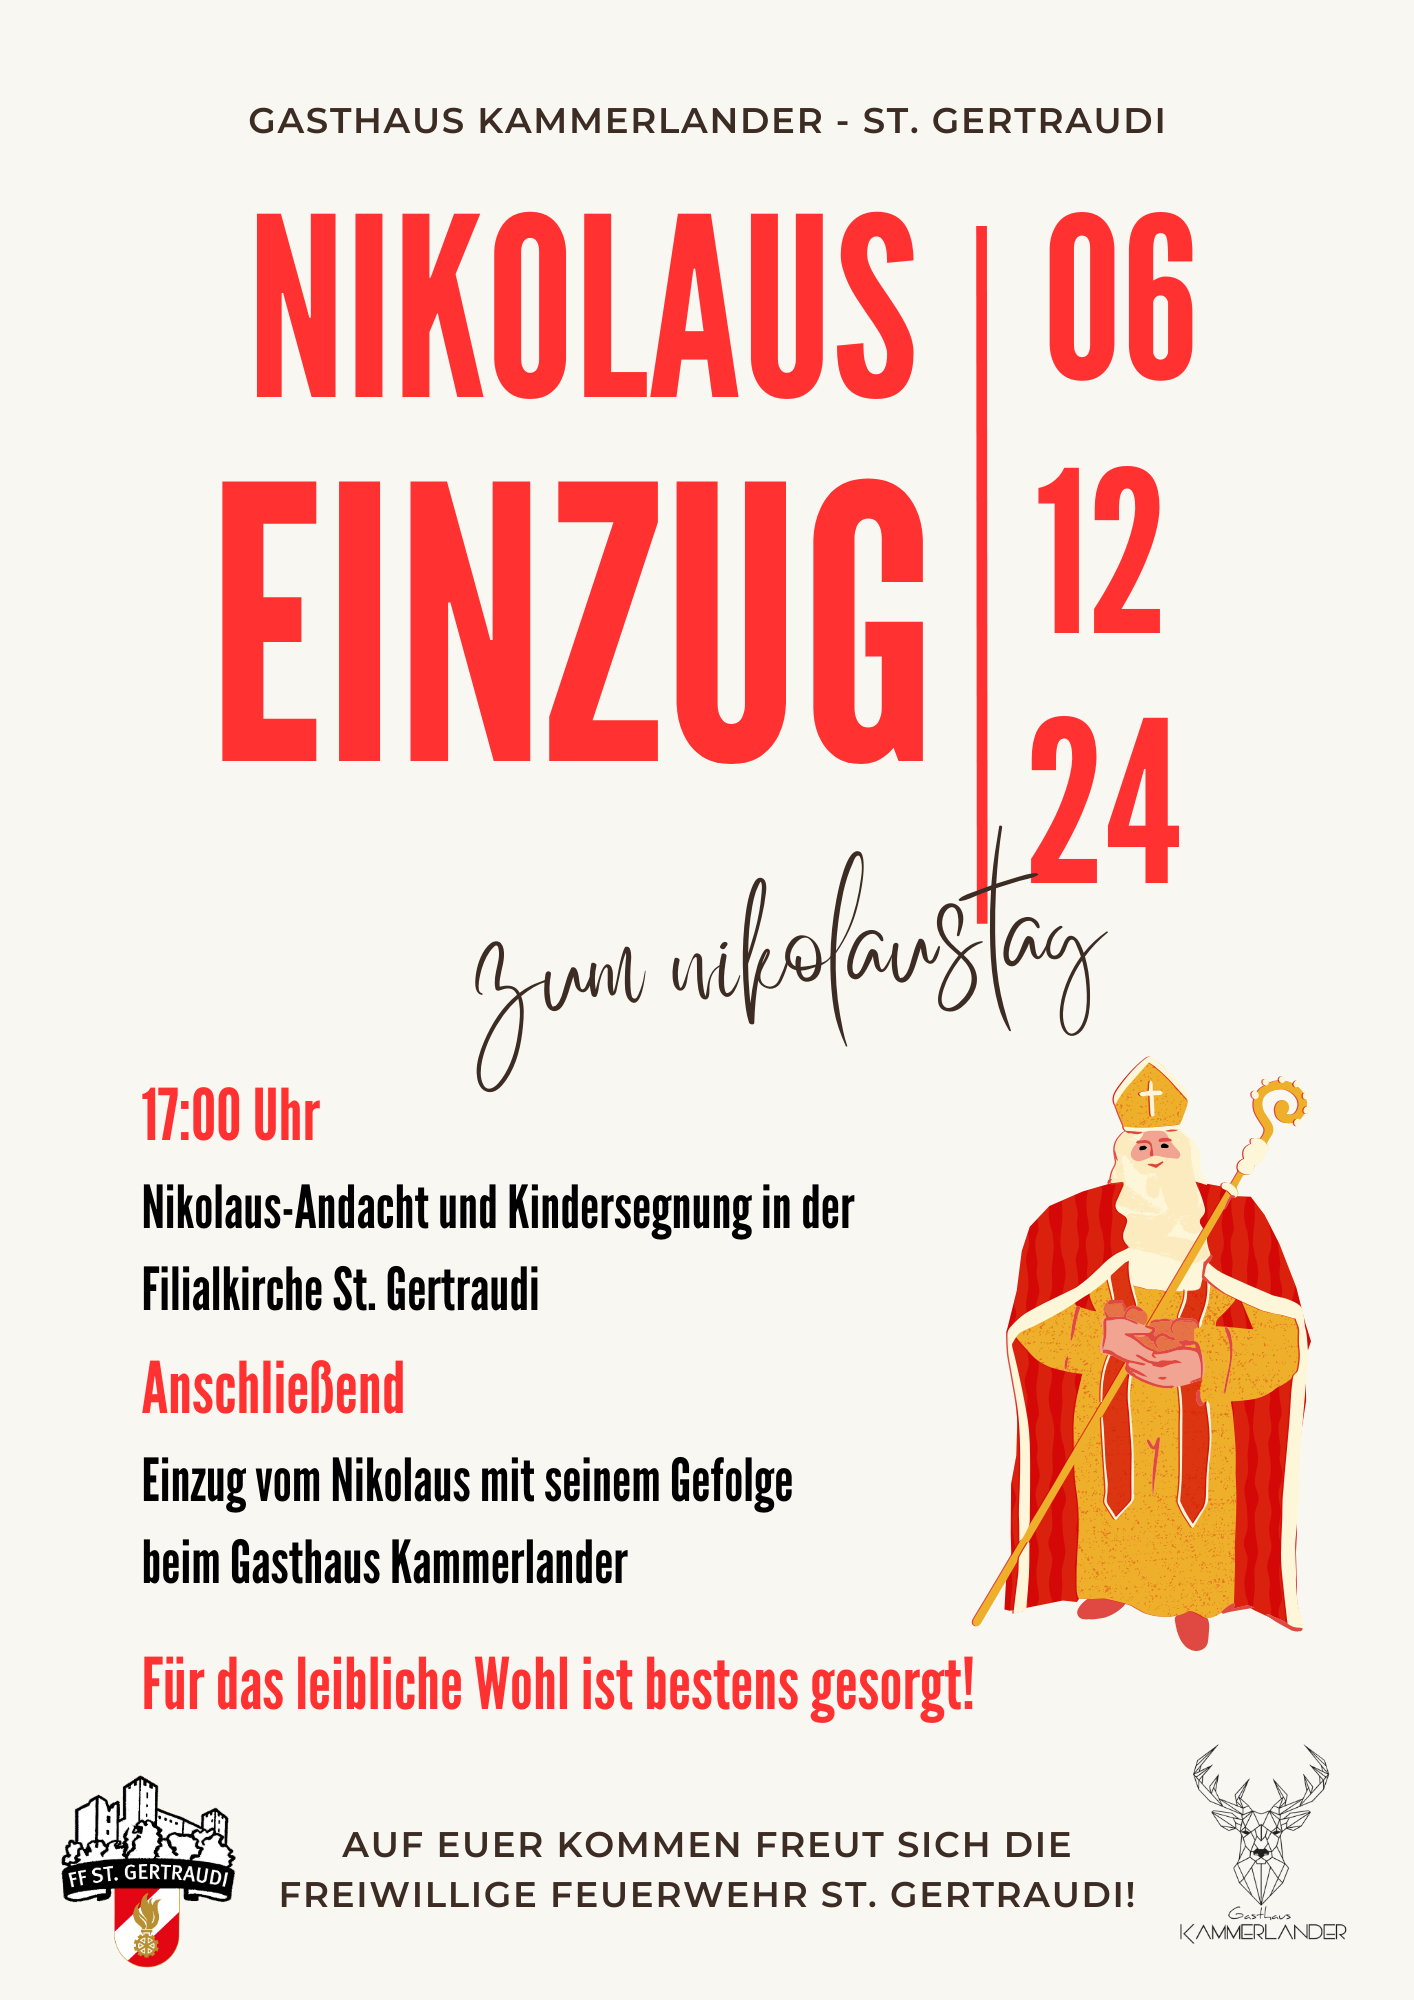 GASTHAUS KAMMERLANDER - ST. GERTRAUDI
NIKOLAUS
EINZUG
06
12
24
zum nikolaustag
17:00 Uhr
Nikolaus-Andacht und Kindersegnung in der
Filialkirche St. Gertraudi
Anschließend
Einzug vom Nikolaus mit seinem Gefolge
beim Gasthaus Kammerlander
Für das leibliche Wohl ist bestens gesorgt!
FF ST. GERTRAUDI
AUF EUER KOMMEN FREUT SICH DIE
FREIWILLIGE FEUERWEHR ST. GERTRAUDI!
Gasthaus
KAMMERLANDER